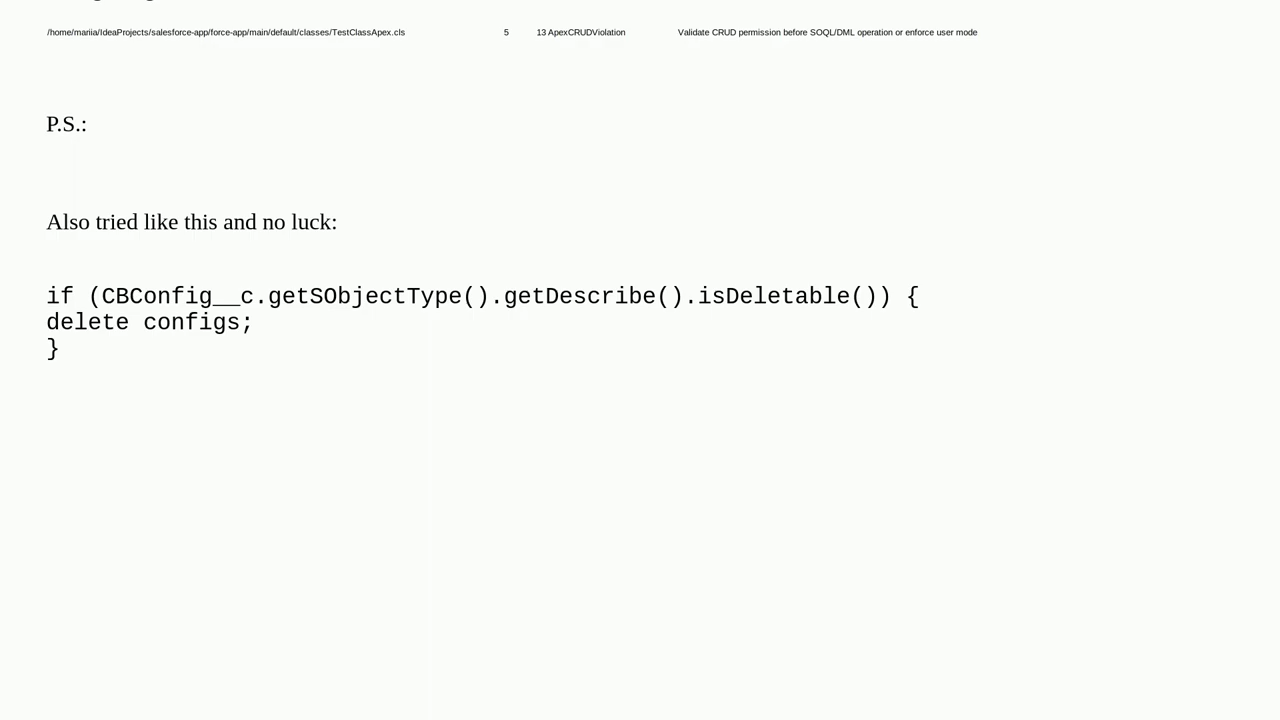 /home/mariia/IdeaProjects/salesforce-app/force-app/main/default/classes/TestClassApex.cls 5 13 ApexCRUDViolation Validate CRUD permission before SOQL/DML operation or enforce user mode
P.S.:
Also tried like this and no luck:
if (CBConfig__c.getSObjectType().getDescribe().isDeletable()) {
delete configs;
}